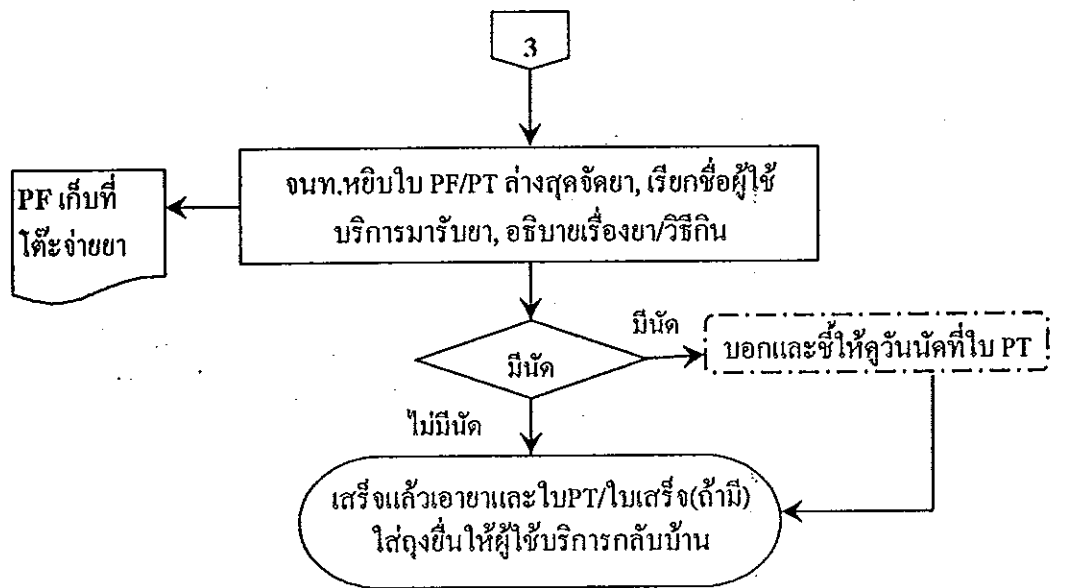 3
จนท.หยิบใบ PF/PT ล่างสุดจัดยา, เรียกชื่อผู้ใช้
บริการมารับยา, อธิบายเรื่องยา/วิธีกิน
PF เก็บที่
โต๊ะจ่ายยา
มีนัด
มีนัด
บอกและชี้ให้ดูวันนัดที่ใบ PT
ไม่มีนัด
เสร็จแล้วเอายาและใบPT/ใบเสร็จ(ถ้ามี)
ใส่ถุงยื่นให้ผู้ใช้บริการกลับบ้าน